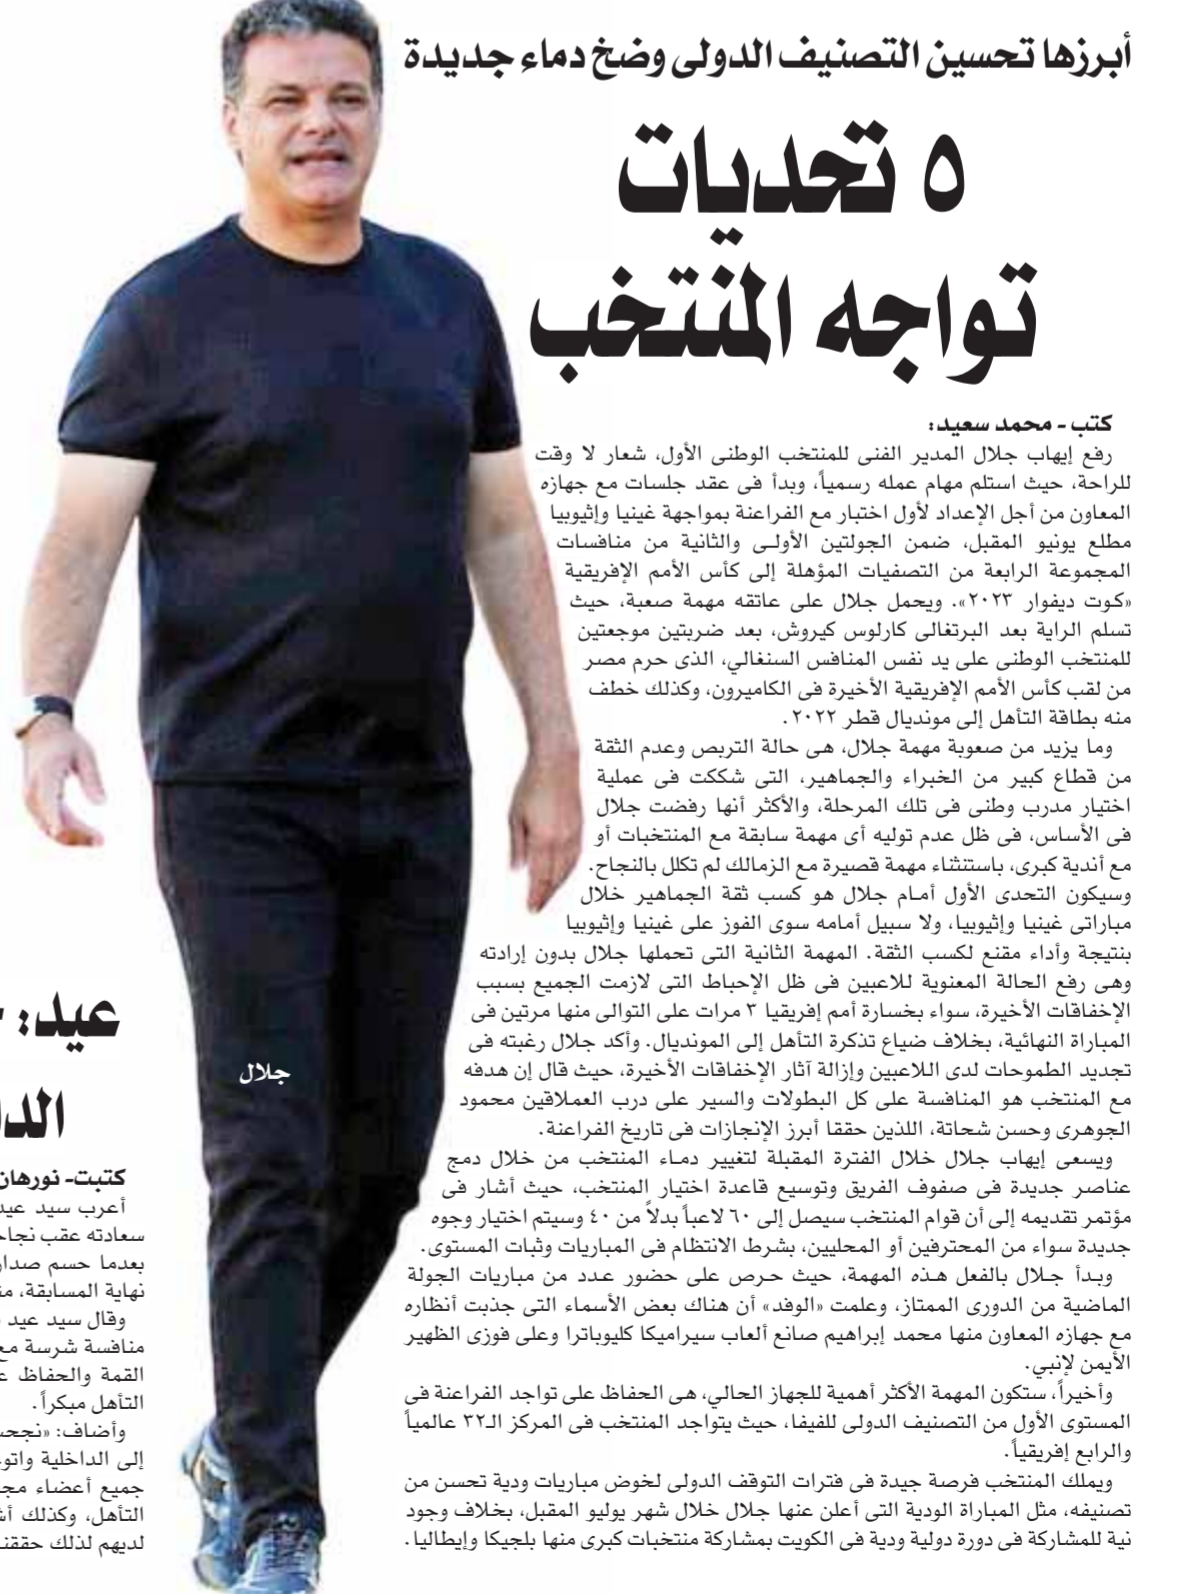 أبرزها تحسين التصنيف الدولى وضخ دماء جديدة
٥ تحديات
تواجه المنتخب
كتب - محمد سعيد:
رفع إيهاب جلال المدير الفنى للمنتخب الوطنى الأول، شعار لا وقت
للراحة، حيث استلم مهام عمله رسمياً، وبدأ فى عقد جلسات مع جهازه
المعاون من أجل الإعداد لأول اختبار مع الفراعنة بمواجهة غينيا وإثيوبيا
مطلع يونيو المقبل، ضمن الجولتين الأولى والثانية من منافسات
المجموعة الرابعة من التصفيات المؤهلة إلى كأس الأمم الإفريقية
«كوت ديفوار ٢٠٢٣». ويحمل جلال على عاتقه مهمة صعبة، حيث
تسلم الراية بعد البرتغالى كارلوس كيروش، بعد ضربتين موجعتين
للمنتخب الوطنى على يد نفس المنافس السنغالي، الذى حرم مصر
من لقب كأس الأمم الإفريقية الأخيرة فى الكاميرون، وكذلك خطف
منه بطاقة التأهل إلى مونديال قطر ٢٠٢٢.
وما يزيد من صعوبة مهمة جلال، هى حالة التربص وعدم الثقة
من قطاع كبير من الخبراء والجماهير، التى شككت فى عملية
اختيار مدرب وطنى فى تلك المرحلة، والأكثر أنها رفضت جلال
فى الأساس، فى ظل عدم توليه أى مهمة سابقة مع المنتخبات أو
مع أندية كبرى، باستنثاء مهمة قصيرة مع الزمالك لم تكلل بالنجاح.
وسيكون التحدى الأول أمام جلال هو كسب ثقة الجماهير خلال
مباراتى غينيا وإثيوبيا، ولا سبيل أمامه سوى الفوز على غينيا وإثيوبيا
بنتيجة وأداء مقنع لكسب الثقة. المهمة الثانية التى تحملها جلال بدون إرادته
وهى رفع الحالة المعنوية للاعبين فى ظل الإحباط التى لازمت الجميع بسبب
الإخفاقات الأخيرة، سواء بخسارة أمم إفريقيا ٣ مرات على التوالى منها مرتين فى
المباراة النهائية، بخلاف ضياع تذكرة التأهل إلى المونديال. وأكد جلال رغبته فى
تجديد الطموحات لدى اللاعبين وإزالة آثار الإخفاقات الأخيرة، حيث قال إن هدفه
مع المنتخب هو المنافسة على كل البطولات والسير على درب العملاقين محمود
الجوهرى وحسن شحاتة، اللذين حققا أبرز الإنجازات فى تاريخ الفراعنة.
ويسعى إيهاب جلال خلال الفترة المقبلة لتغيير دماء المنتخب من خلال دمج
عناصر جديدة فى صفوف الفريق وتوسيع قاعدة اختيار المنتخب، حيث أشار فى
مؤتمر تقديمه إلى أن قوام المنتخب سيصل إلى ٦٠ لاعباً بدلاً من ٤٠ وسيتم اختيار وجوه
جديدة سواء من المحترفين أو المحليين، بشرط الانتظام فى المباريات وثبات المستوى.
وبدأ جلال بالفعل هذه المهمة، حيث حرص على حضور عدد من مباريات الجولة
الماضية من الدورى الممتاز، وعلمت «الوفد» أن هناك بعض الأسماء التى جذبت أنظاره
مع جهازه المعاون منها محمد إبراهيم صانع ألعاب سيراميكا كليوباترا وعلى فوزى الظهير
الأيمن لإنبي.
وأخيراً، ستكون المهمة الأكثر أهمية للجهاز الحالي، هى الحفاظ على تواجد الفراعنة فى
المستوى الأول من التصنيف الدولى للفيفا، حيث يتواجد المنتخب فى المركز الـ٣٢ عالمياً
والرابع إفريقياً.
ويملك المنتخب فرصة جيدة فى فترات التوقف الدولى لخوض مباريات ودية تحسن من
تصنيفه، مثل المباراة الودية التى أعلن عنها جلال خلال شهر يوليو المقبل، بخلاف وجود
نية للمشاركة فى دورة دولية ودية فى الكويت بمشاركة منتخبات كبرى منها بلجيكا وإيطاليا.
جلال
عيد:
كتبت- نورهان
أعرب سيد عيد
سعادته عقب
بعدما حسم
نهاية المسابقة،
وقال سيد عيد
منافسة شرسة مع
القمة والحفاظ
التأهل مبكراً.
وأضاف:
إلى الداخلية
جميع أعضاء
التأهل، وكذلك
لديهم لذلك